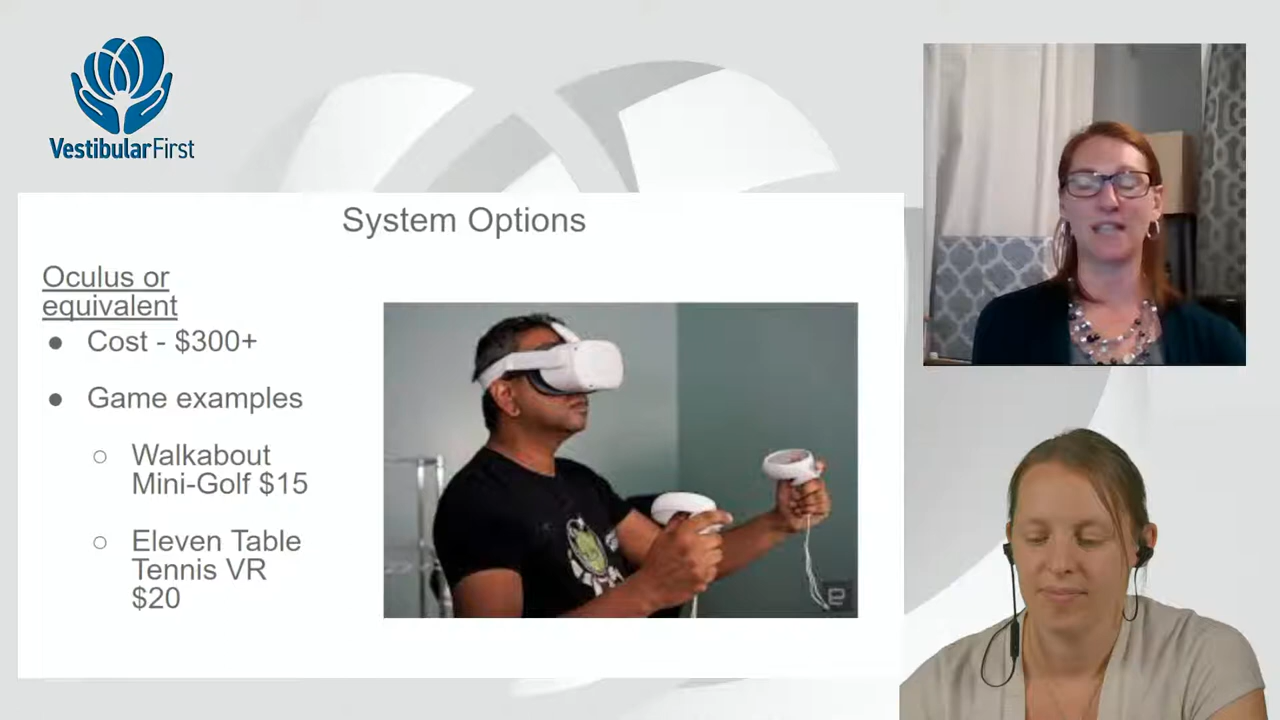 VestibularFirst
System Options
Oculus or
equivalent
● Cost - $300+
● Game examples
○ Walkabout
Mini-Golf $15
○ Eleven Table
Tennis VR
$20
e